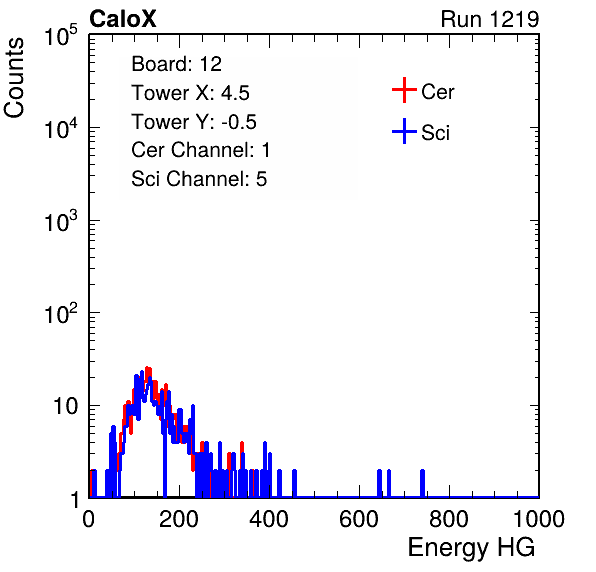 CaloX Run 1219
Counts
Board: 12
Tower X: 4.5
Tower Y: -0.5
Cer Channel: 1
Sci Channel: 5
Cer
Sci
10^5
10^4
10^3
10^2
10
1
0 200 400 600 800 1000
Energy HG